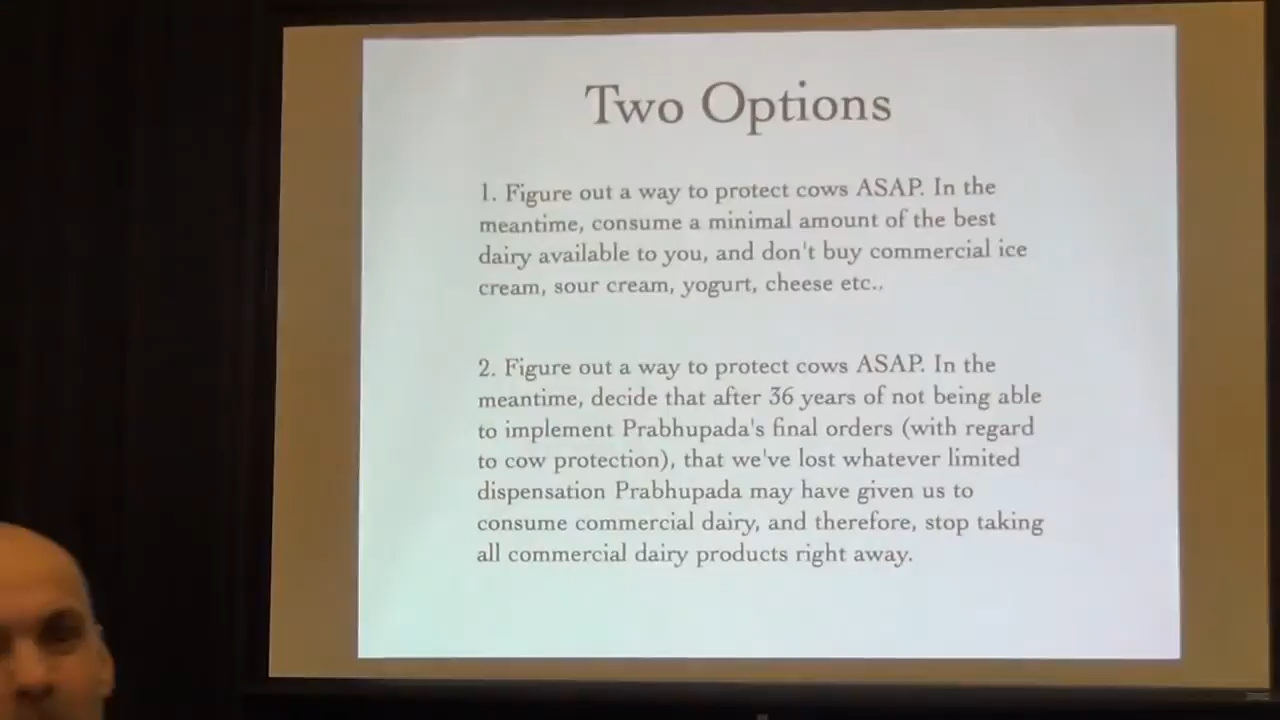 Two Options
1. Figure out a way to protect cows ASAP. In the
meantime, consume a minimal amount of the best
dairy available to you, and don't buy commercial ice
cream, sour cream, yogurt, cheese etc..
2. Figure out a way to protect cows ASAP. In the
meantime, decide that after 36 years of not being able
to implement Prabhupada's final orders (with regard
to cow protection), that we've lost whatever limited
dispensation Prabhupada may have given us to
consume commercial dairy, and therefore, stop taking
all commercial dairy products right away.